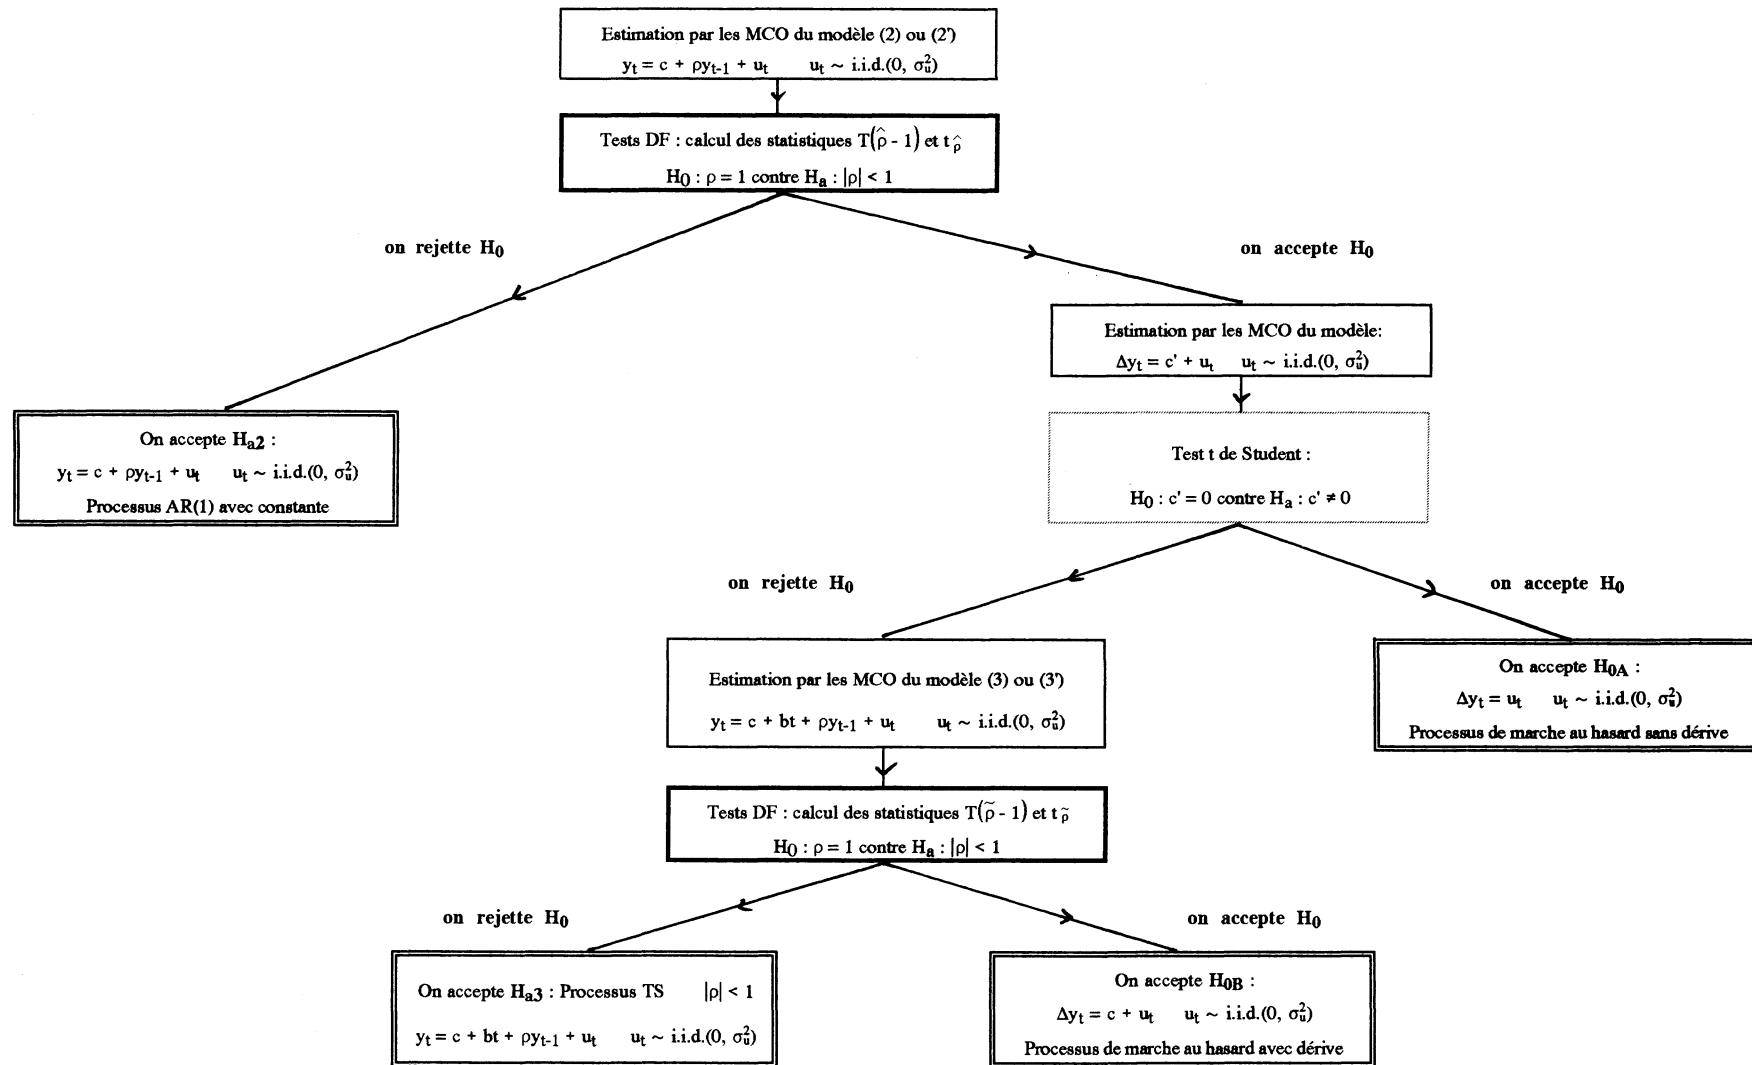 Estimation par les MCO du modèle (2) ou (2')
yₜ = c + ρyₜ₋₁ + uₜ uₜ ~ i.i.d.(0, σ²ᵤ)
Tests DF : calcul des statistiques T(ρ̂ - 1) et t ρ̂
H₀ : ρ = 1 contre Hₐ : |ρ| < 1
on rejette H₀
on accepte H₀
Estimation par les MCO du modèle:
Δyₜ = c' + uₜ uₜ ~ i.i.d.(0, σ²ᵤ)
On accepte Hₐ₂ :
yₜ = c + ρyₜ₋₁ + uₜ uₜ ~ i.i.d.(0, σ²ᵤ)
Processus AR(1) avec constante
Test t de Student :
H₀ : c' = 0 contre Hₐ : c' ≠ 0
on rejette H₀
on accepte H₀
Estimation par les MCO du modèle (3) ou (3')
yₜ = c + bt + ρyₜ₋₁ + uₜ uₜ ~ i.i.d.(0, σ²ᵤ)
On accepte H₀A :
Δyₜ = uₜ uₜ ~ i.i.d.(0, σ²ᵤ)
Processus de marche au hasard sans dérive
Tests DF : calcul des statistiques T(ρ̃ - 1) et t ρ̃
H₀ : ρ = 1 contre Hₐ : |ρ| < 1
on rejette H₀
on accepte H₀
On accepte Hₐ₃ : Processus TS |ρ| < 1
yₜ = c + bt + ρyₜ₋₁ + uₜ uₜ ~ i.i.d.(0, σ²ᵤ)
On accepte H₀B :
Δyₜ = c + uₜ uₜ ~ i.i.d.(0, σ²ᵤ)
Processus de marche au hasard avec dérive